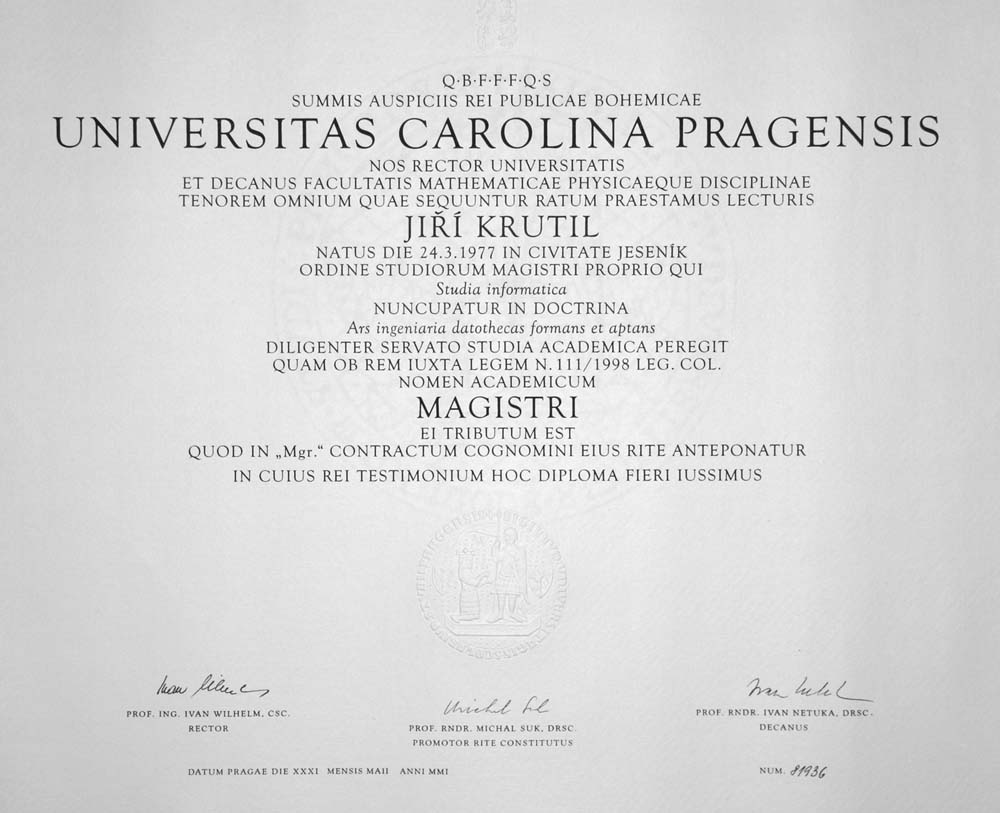 Q·B·F·F·F·Q·S
SUMMIS AUSPICIIS REI PUBLICAE BOHEMICAE
UNIVERSITAS CAROLINA PRAGENSIS
NOS RECTOR UNIVERSITATIS
ET DECANUS FACULTATIS MATHEMATICAE PHYSICAEQUE DISCIPLINAE
TENOREM OMNIUM QUAE SEQUUNTUR RATUM PRAESTAMUS LECTURIS
JIŘÍ KRUTIL
NATUS DIE 24.3.1977 IN CIVITATE JESENÍK
ORDINE STUDIORUM MAGISTRI PROPRIO QUI
Studia informatica
NUNCUPATUR IN DOCTRINA
Ars ingeniaria datothecas formans et aptans
DILIGENTER SERVATO STUDIA ACADEMICA PEREGIT
QUAM OB REM IUXTA LEGEM N. 111/1998 LEG. COL.
NOMEN ACADEMICUM
MAGISTRI
EI TRIBUTUM EST
QUOD IN „Mgr.“ CONTRACTUM COGNOMINI EIUS RITE ANTEPONATUR
IN CUIUS REI TESTIMONIUM HOC DIPLOMA FIERI IUSSIMUS
PROF. ING. IVAN WILHELM, CSC.
RECTOR
PROF. RNDR. MICHAL SUK, DRSC.
PROMOTOR RITE CONSTITUTUS
PROF. RNDR. IVAN NETUKA, DRSC.
DECANUS
DATUM PRAGAE DIE XXXI MENSIS MAII ANNI MMI
NUM. 81936